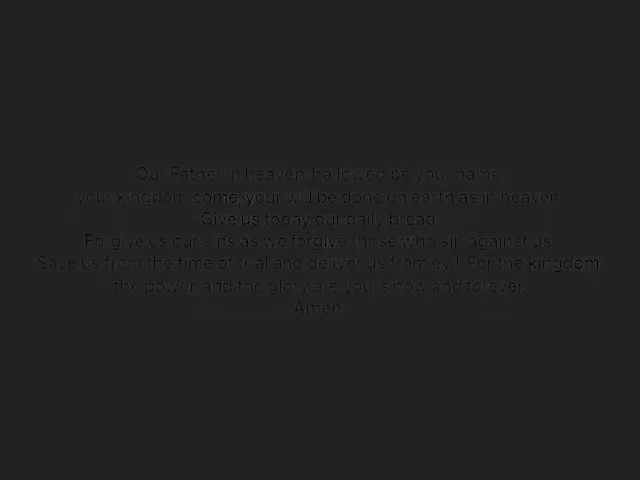 Our Father in heaven, hallowed be your name
your kingdom come, your will be done on earth as in heaven
Give us today our daily bread
Forgive us our sins as we forgive those who sin against us
Save us from the time of trial and deliver us from evil. For the kingdom,
the power and the glory are yours now and forever.
Amen